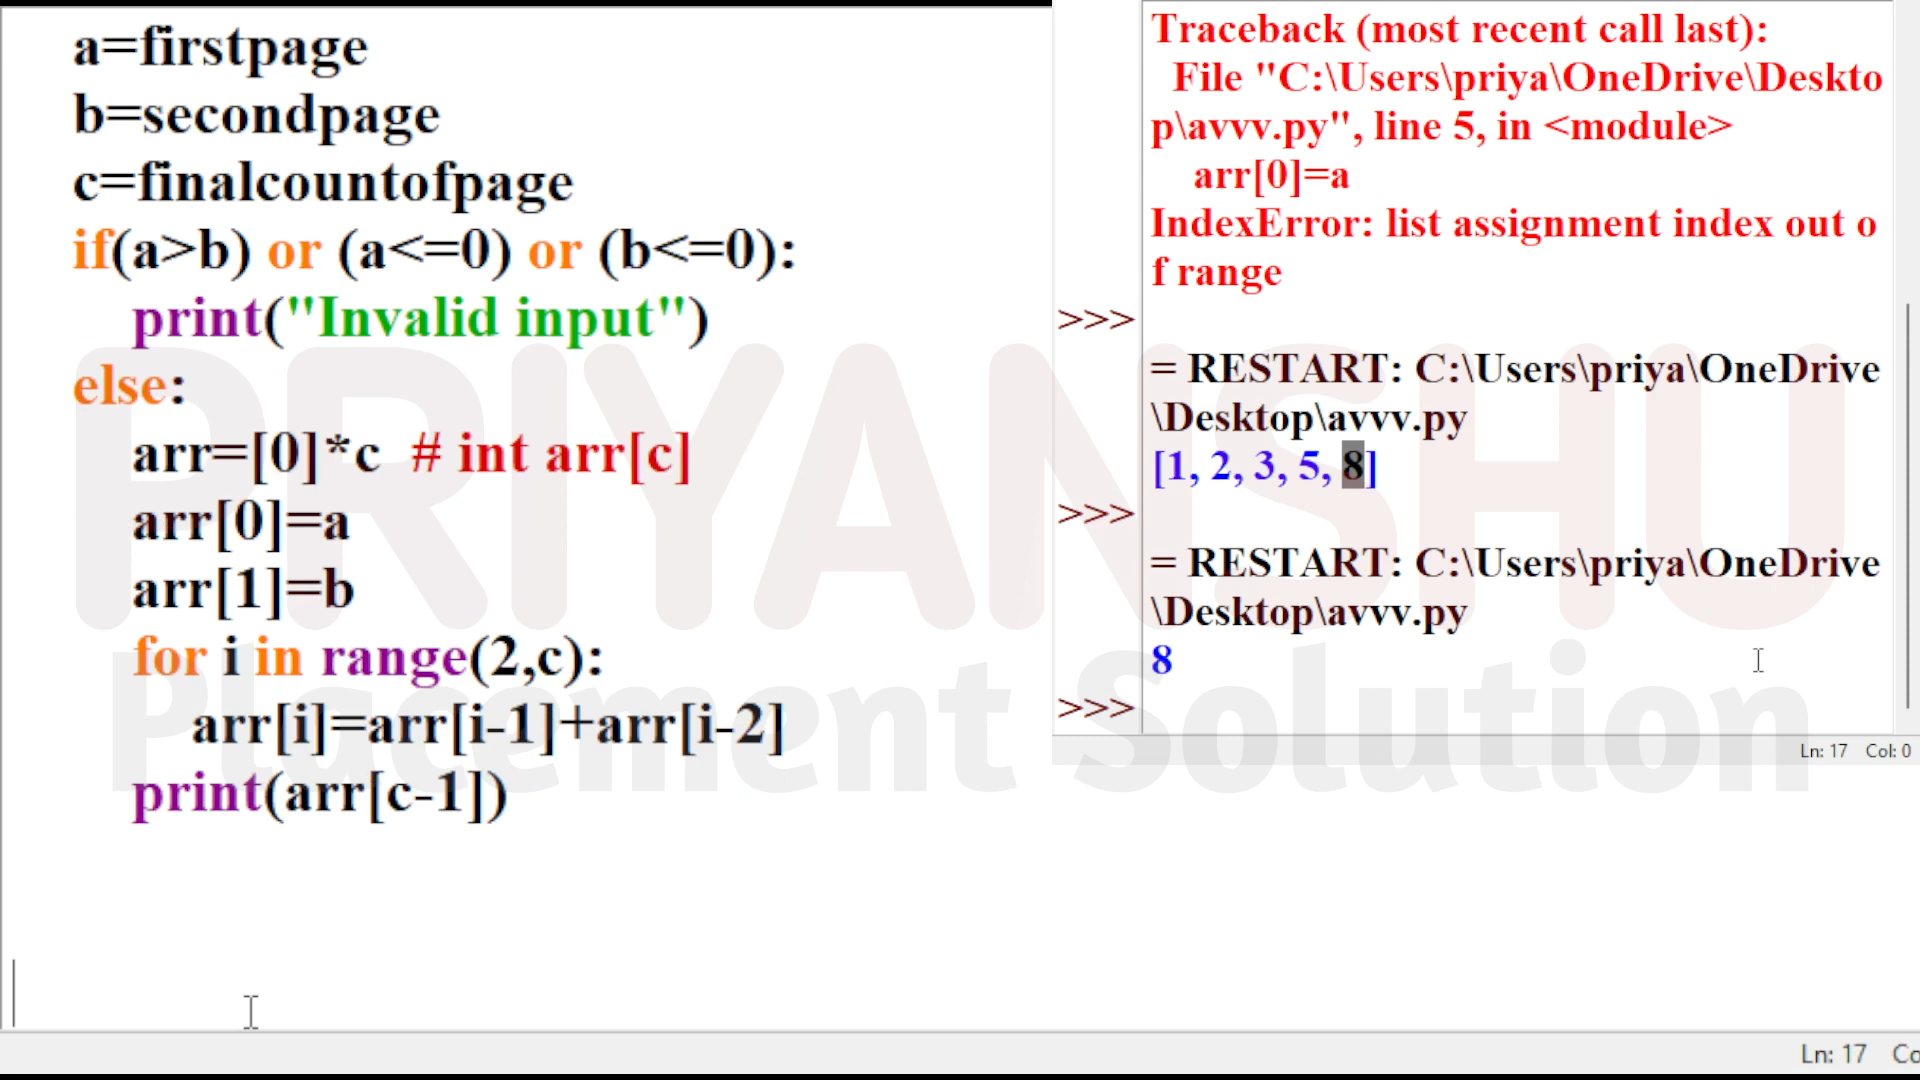 a=firstpage
b=secondpage
c=finalcountofpage
if(a>b) or (a<=0) or (b<=0):
    print("Invalid input")
else:
    arr=[0]*c  # int arr[c]
    arr[0]=a
    arr[1]=b
    for i in range(2,c):
        arr[i]=arr[i-1]+arr[i-2]
    print(arr[c-1])
Ln: 17 Co
Traceback (most recent call last):
  File "C:\Users\priya\OneDrive\Deskto
p\avvv.py", line 5, in <module>
    arr[0]=a
IndexError: list assignment index out o
f range
>>>
= RESTART: C:\Users\priya\OneDrive
\Desktop\avvv.py
[1, 2, 3, 5, 8]
>>>
= RESTART: C:\Users\priya\OneDrive
\Desktop\avvv.py
8
>>>
Ln: 17 Col: 0
PRIYANSHU
Placement Solution